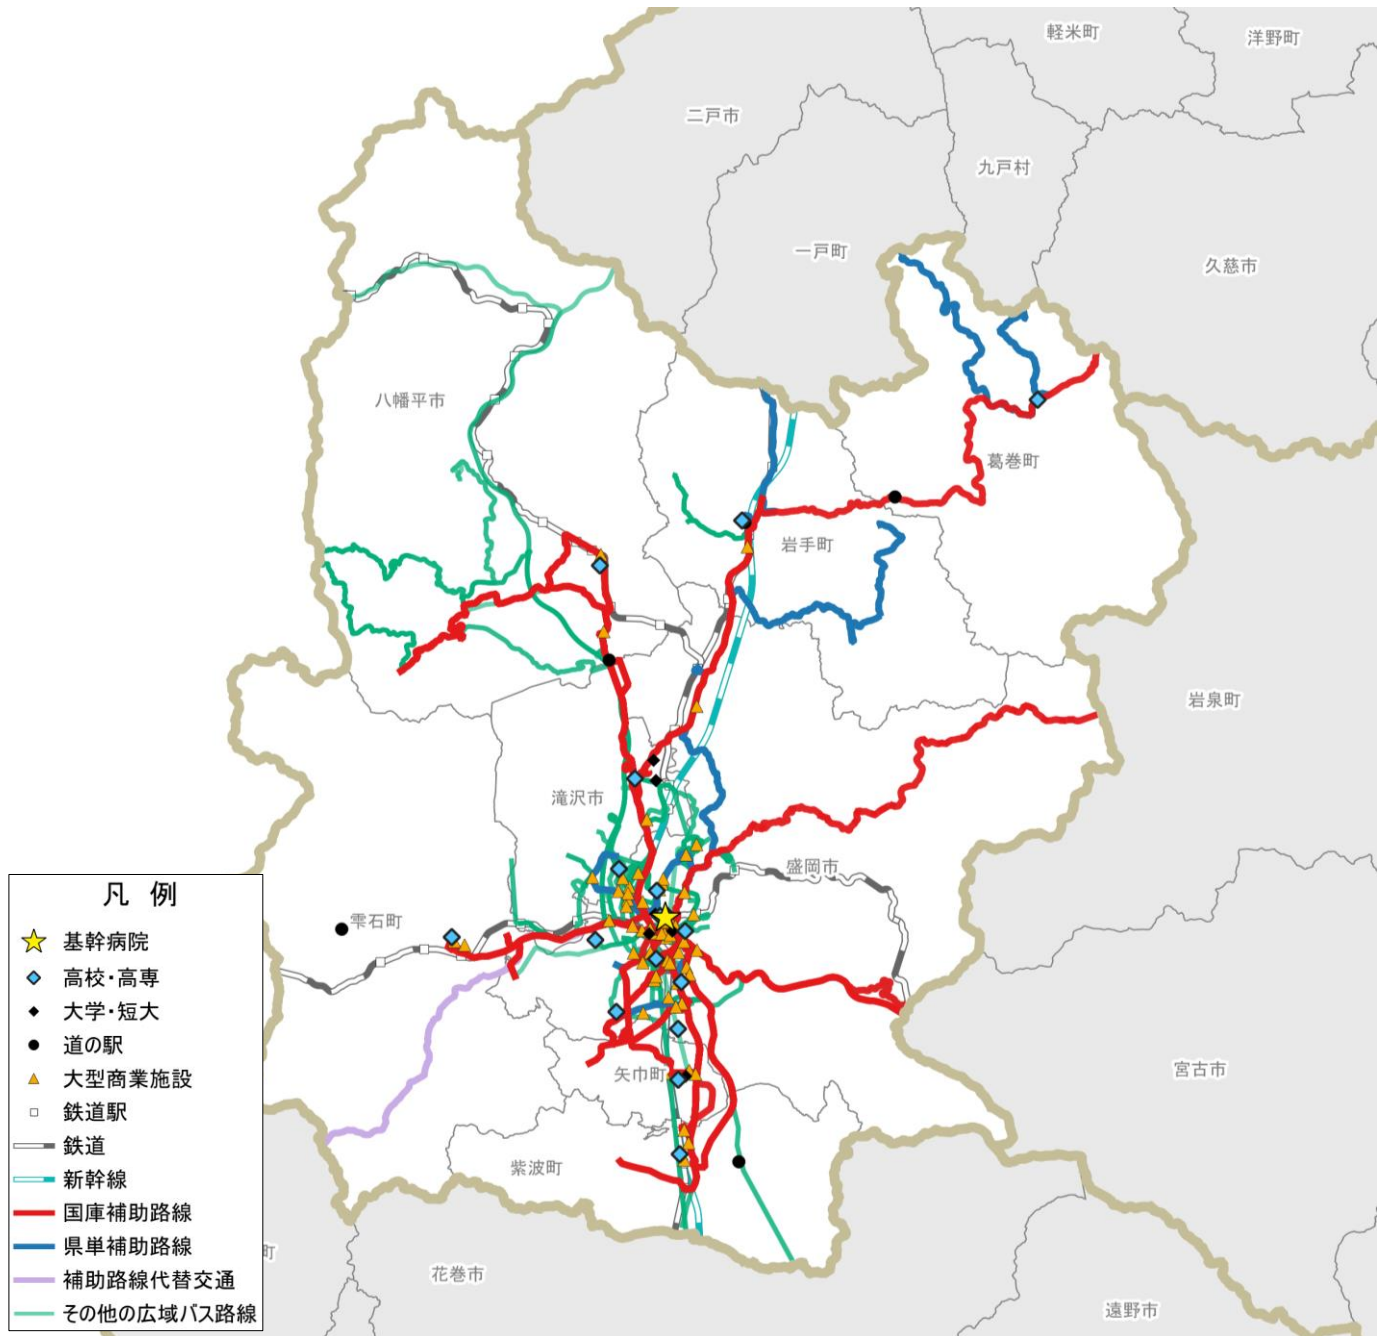 軽米町
洋野町
二戸市
九戸村
一戸町
久慈市
八幡平市
葛巻町
岩手町
岩泉町
滝沢市
盛岡市
雫石町
宮古市
矢巾町
紫波町
町
花巻市
遠野市
凡 例
基幹病院
高校・高専
大学・短大
道の駅
大型商業施設
鉄道駅
鉄道
新幹線
国庫補助路線
県単補助路線
補助路線代替交通
その他の広域バス路線